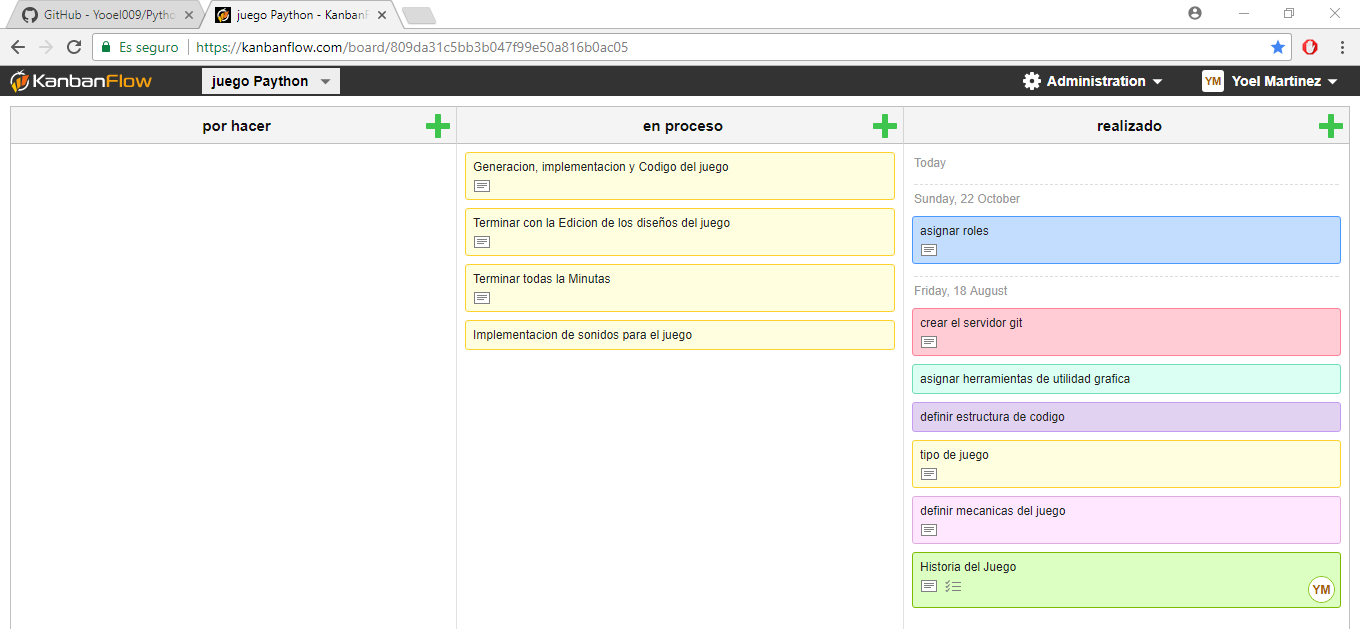 GitHub - Yooel009/Pytho
juego Paython - KanbanF
Es seguro
https://kanbanflow.com/board/809da31c5bb3b047f99e50a816b0ac05
KanbanFlow
juego Paython
Administration
YM
Yoel Martinez
por hacer
en proceso
realizado
Generacion, implementacion y Codigo del juego
Terminar con la Edicion de los diseños del juego
Terminar todas la Minutas
Implementacion de sonidos para el juego
Today
Sunday, 22 October
asignar roles
Friday, 18 August
crear el servidor git
asignar herramientas de utilidad grafica
definir estructura de codigo
tipo de juego
definir mecanicas del juego
Historia del Juego
YM